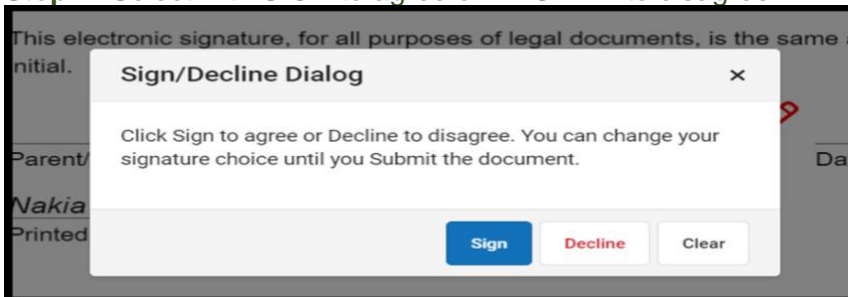 This electronic signature, for all purposes of legal documents, is the same
nitial.
Sign/Decline Dialog ×
Click Sign to agree or Decline to disagree. You can change your
signature choice until you Submit the document.
Parent/ Da
Nakia
Printed
Sign Decline Clear